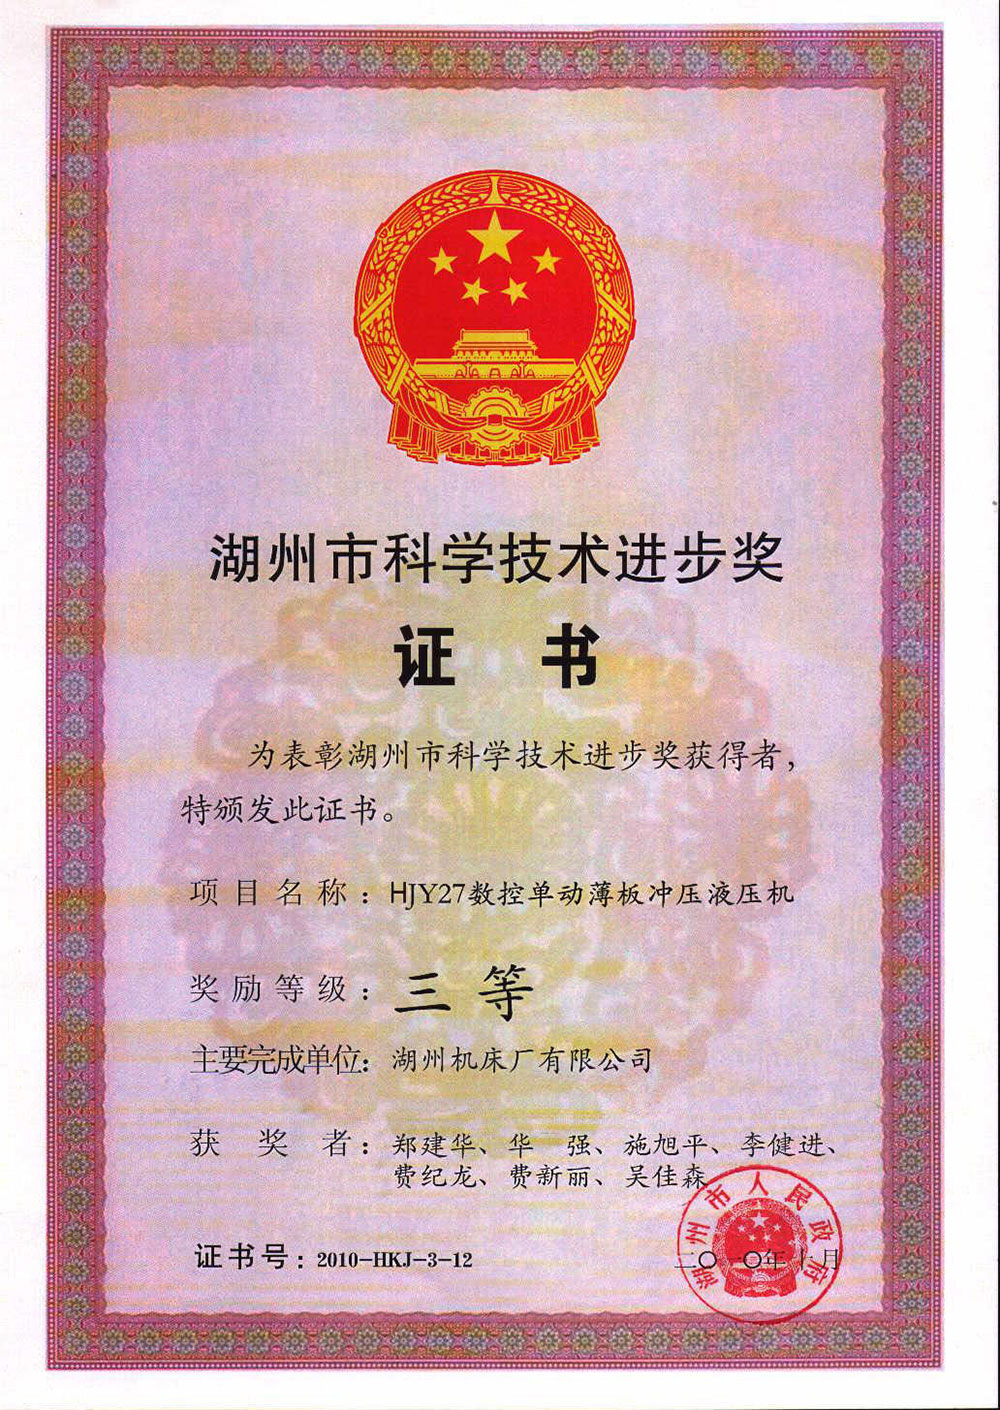 湖州市科学技术进步奖
证 书
为表彰湖州市科学技术进步奖获得者，
特颁发此证书。
项目名称：HJY27数控单动薄板冲压液压机
奖励等级：三等
主要完成单位：湖州机床厂有限公司
获奖者：郑建华、华 强、施旭平、李健进、
费纪龙、费新丽、吴佳森
证书号：2010-HKJ-3-12
二〇一〇年十月
湖州市人民政府